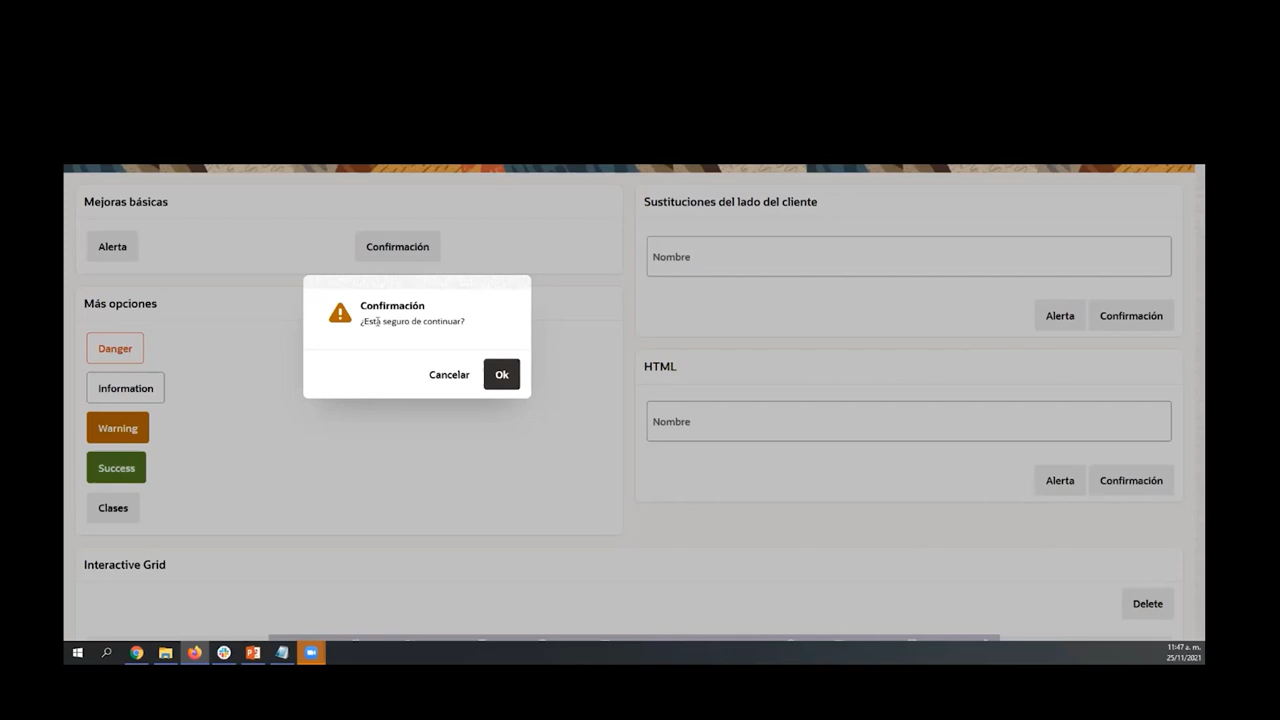 Mejoras básicas
Alerta
Confirmación
Más opciones
Danger
Information
Warning
Success
Clases
Confirmación
¿Está seguro de continuar?
Cancelar
Ok
Sustituciones del lado del cliente
Nombre
Alerta
Confirmación
HTML
Nombre
Alerta
Confirmación
Interactive Grid
Delete
11:47 a. m.
25/11/2021